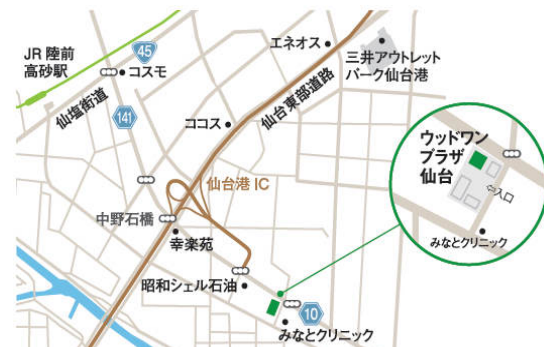 JR 陸前
高砂駅
45
コスモ
エネオス
三井アウトレット
パーク仙台港
仙塩街道
141
ココス
仙台東部道路
ウッドワン
プラザ
仙台
仙台港 IC
入口
中野石橋
幸楽苑
みなとクリニック
昭和シェル石油
10
みなとクリニック